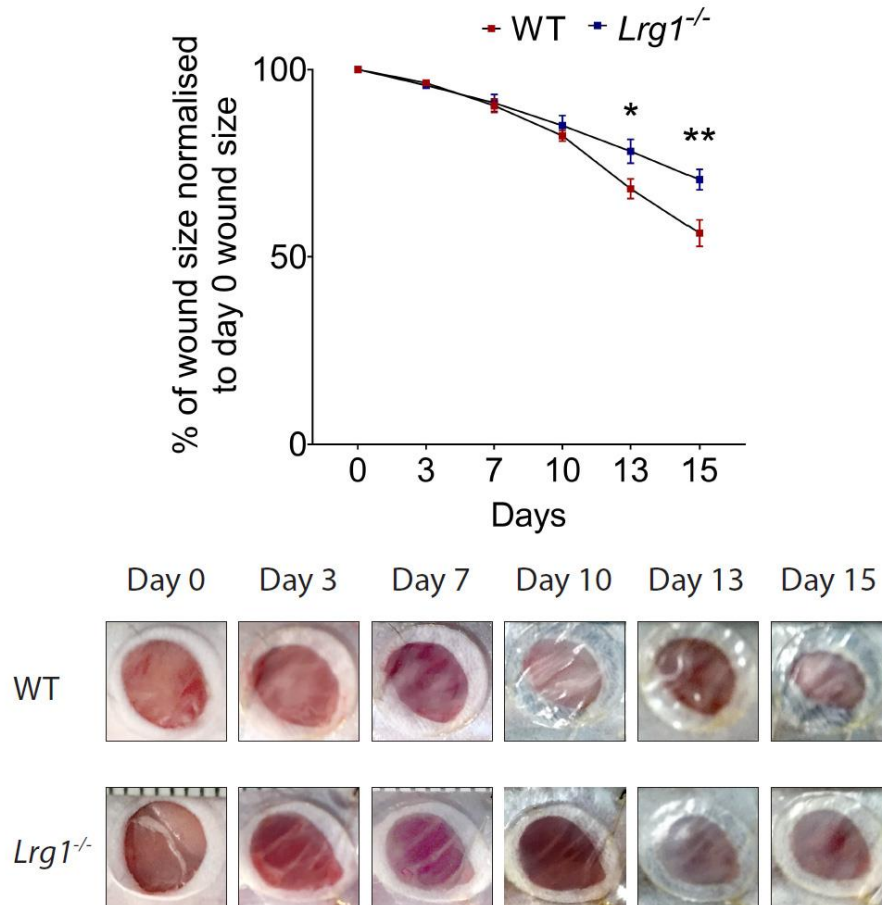 WT Lrg1-/-
% of wound size normalised
to day 0 wound size
100
50
0
* **
0 3 7 10 13 15
Days
Day 0 Day 3 Day 7 Day 10 Day 13 Day 15
WT
Lrg1-/-